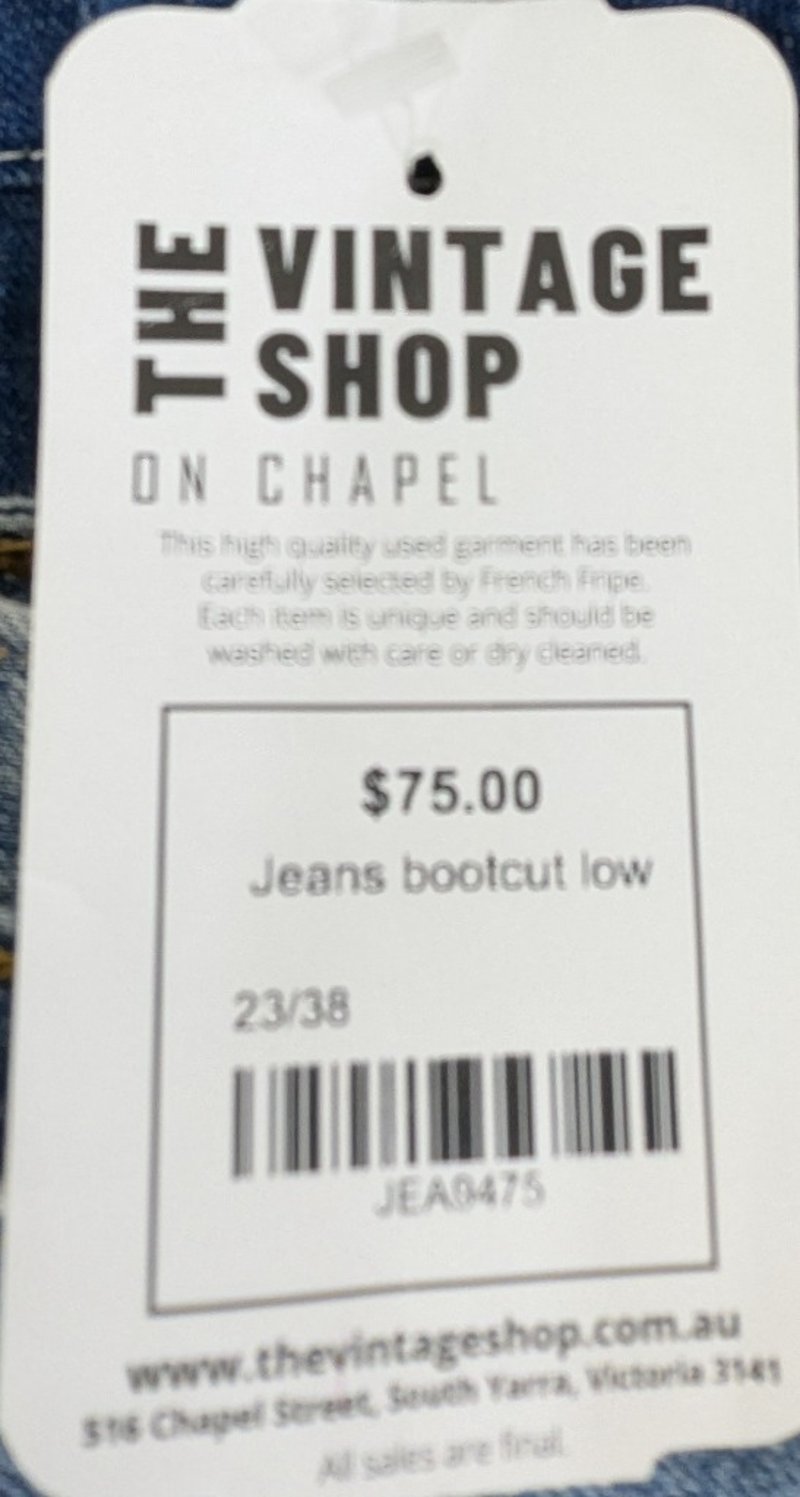 THE VINTAGE
SHOP
ON CHAPEL
This high quality used garment has been
carefully selected by French Fripe.
Each item is unique and should be
washed with care or dry cleaned.
$75.00
Jeans bootcut low
23/38
JEA9475
www.thevintageshop.com.au
516 Chapel Street, South Yarra, Victoria 3141
All sales are final.